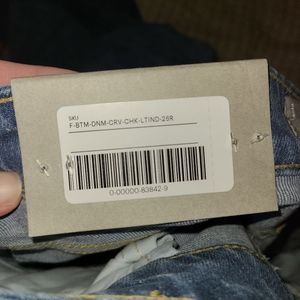 SKU
F-BTM-DNM-CRV-CHK-LTIND-26R
0-00000-83842-9